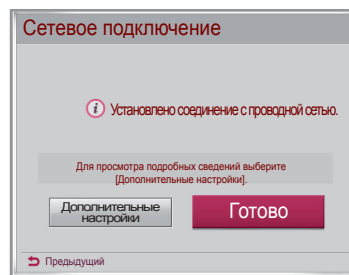 Сетевое подключение
Установлено соединение с проводной сетью.
Для просмотра подробных сведений выберите
[Дополнительные настройки].
Дополнительные
настройки
Готово
Предыдущий